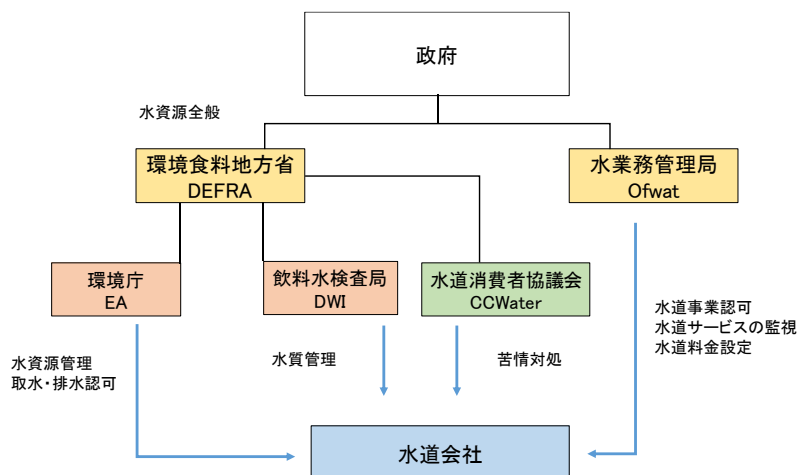 政府
水資源全般
環境食料地方省
DEFRA
水業務管理局
Ofwat
環境庁
EA
飲料水検査局
DWI
水道消費者協議会
CCWater
水資源管理
取水・排水認可
水質管理
苦情対処
水道事業認可
水道サービスの監視
水道料金設定
水道会社